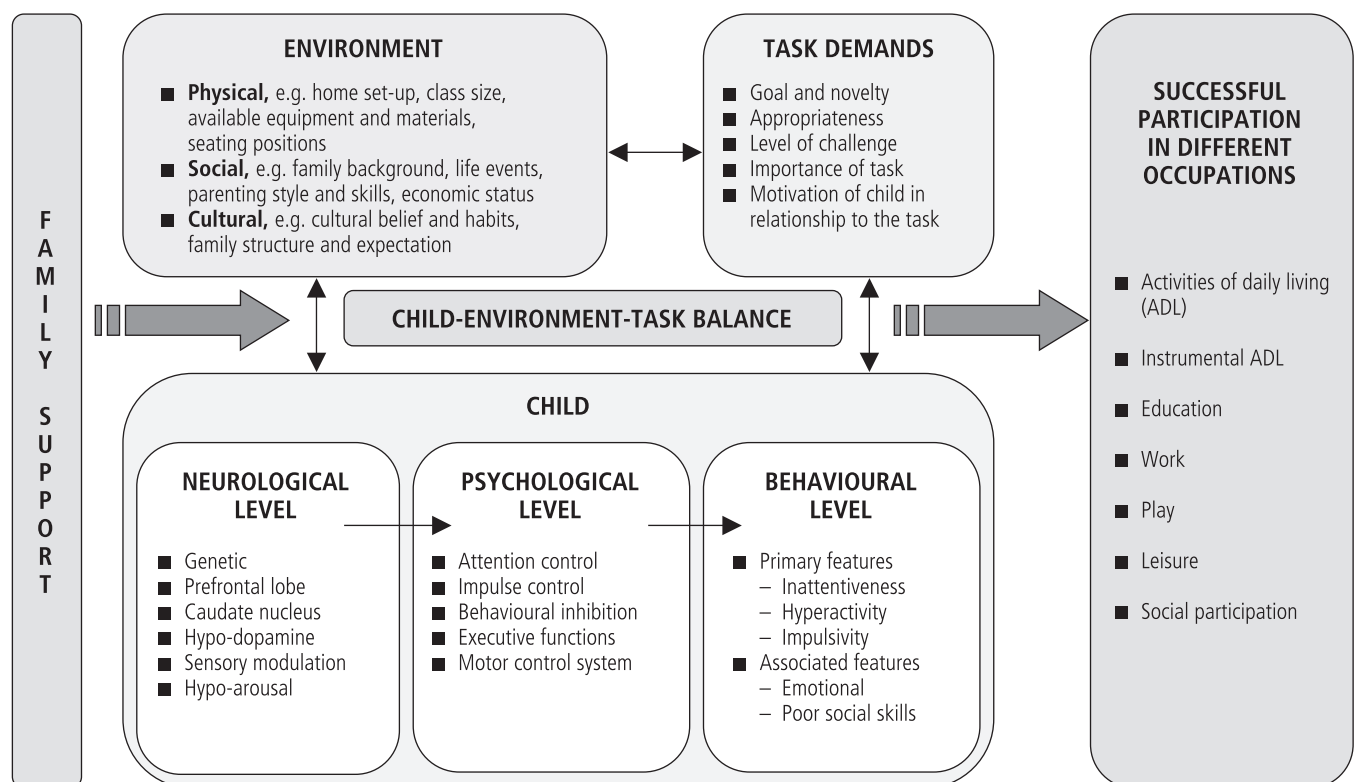 FAMILY SUPPORT
ENVIRONMENT
■ Physical, e.g. home set-up, class size,
available equipment and materials,
seating positions
■ Social, e.g. family background, life events,
parenting style and skills, economic status
■ Cultural, e.g. cultural belief and habits,
family structure and expectation
TASK DEMANDS
■ Goal and novelty
■ Appropriateness
■ Level of challenge
■ Importance of task
■ Motivation of child in
relationship to the task
CHILD-ENVIRONMENT-TASK BALANCE
CHILD
NEUROLOGICAL
LEVEL
■ Genetic
■ Prefrontal lobe
■ Caudate nucleus
■ Hypo-dopamine
■ Sensory modulation
■ Hypo-arousal
PSYCHOLOGICAL
LEVEL
■ Attention control
■ Impulse control
■ Behavioural inhibition
■ Executive functions
■ Motor control system
BEHAVIOURAL
LEVEL
■ Primary features
– Inattentiveness
– Hyperactivity
– Impulsivity
■ Associated features
– Emotional
– Poor social skills
SUCCESSFUL
PARTICIPATION
IN DIFFERENT
OCCUPATIONS
■ Activities of daily living
(ADL)
■ Instrumental ADL
■ Education
■ Work
■ Play
■ Leisure
■ Social participation